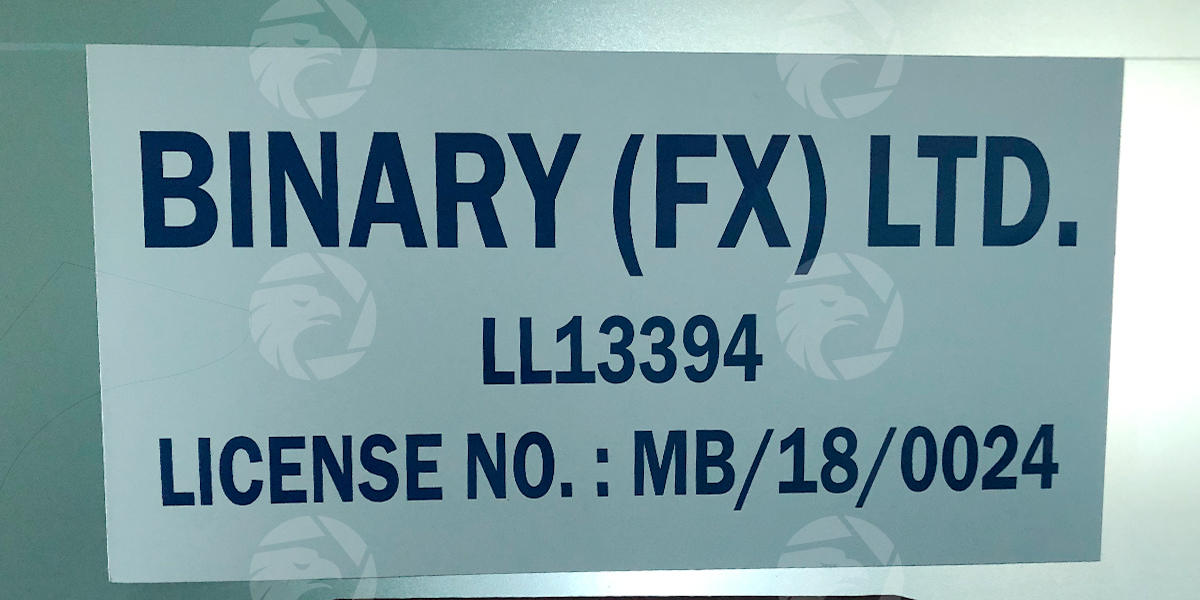 BINARY (FX) LTD.
LL13394
LICENSE NO. : MB/18/0024